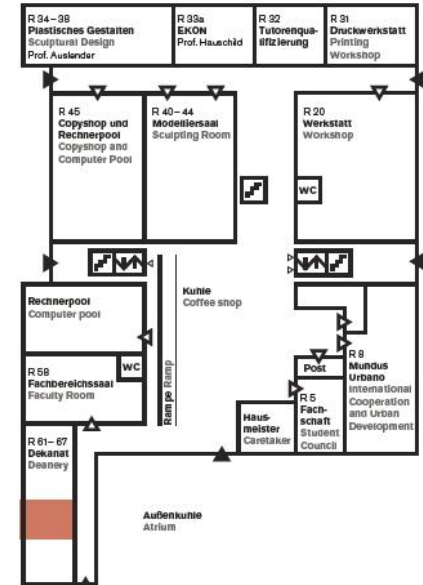 R 34–38
Plastisches Gestalten
Sculptural Design
Prof. Auslender
R 33a
EKON
Prof. Hauschild
R 32
Tutorenqua-
lifizierung
R 31
Druckwerkstatt
Printing
Workshop
R 45
Copyshop und
Rechnerpool
Copyshop and
Computer Pool
R 40–44
Modelliersaal
Sculpting Room
R 20
Werkstatt
Workshop
WC
Rechnerpool
Computer pool
Kuhle
Coffee shop
Rampe Ramp
R 58
Fachbereichssaal
Faculty Room
WC
Post
R 8
Mundus
Urbano
International
Cooperation
and Urban
Development
R 5
Fach-
schaft
Student
Council
Haus-
meister
Caretaker
R 61–67
Dekanat
Deanery
Außenkuhle
Atrium